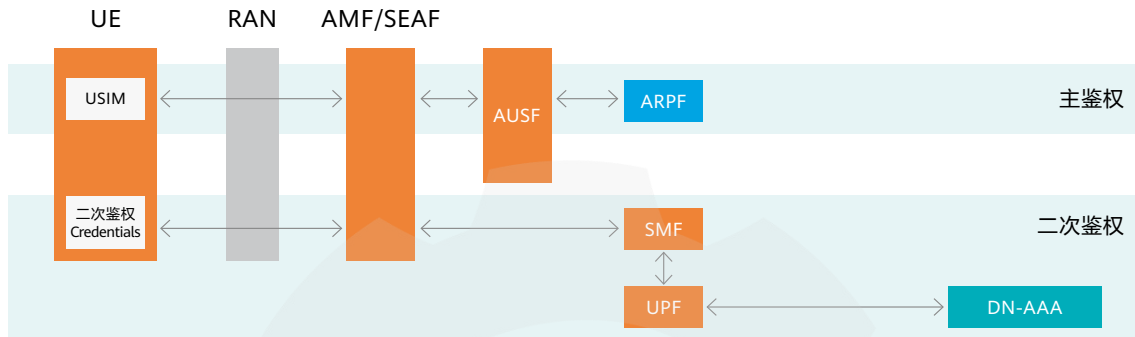 UE
RAN
AMF/SEAF
USIM
AUSF
ARPF
主鉴权
二次鉴权
Credentials
SMF
二次鉴权
UPF
DN-AAA